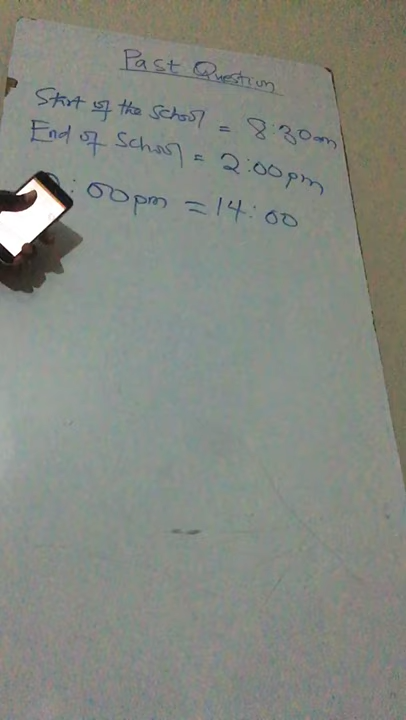 Past Question
Start of the School = 8:30am
End of School = 2:00pm
:00pm = 14:00